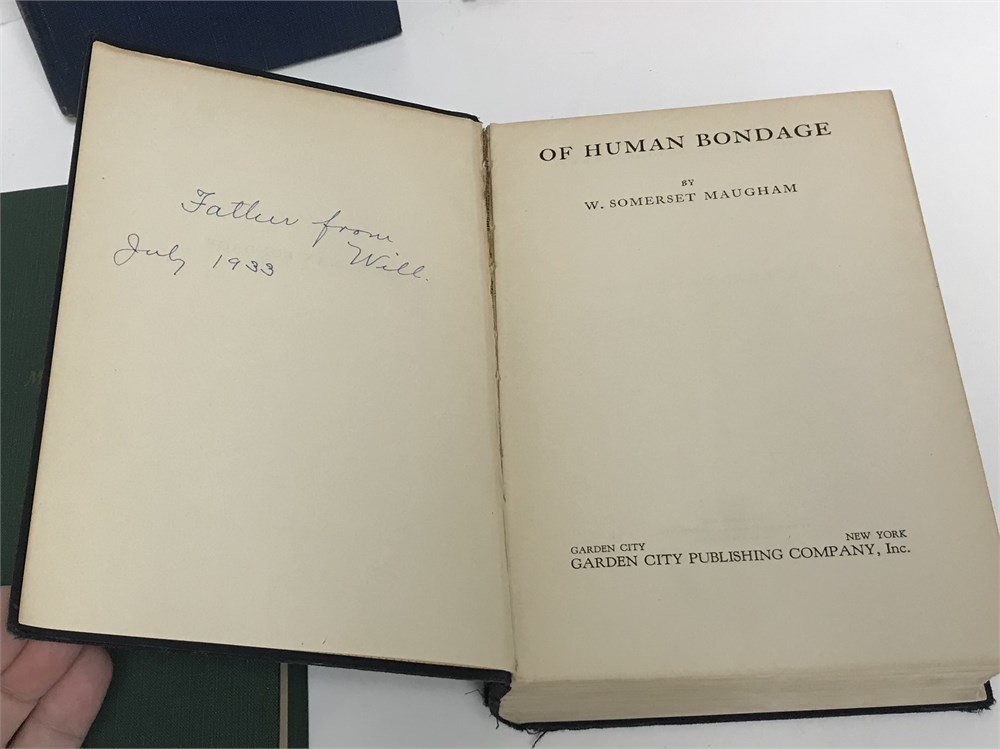 Father from
Will.
July 1933
OF HUMAN BONDAGE
BY
W. SOMERSET MAUGHAM
GARDEN CITY NEW YORK
GARDEN CITY PUBLISHING COMPANY, Inc.